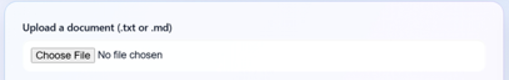 Upload a document (.txt or .md)
Choose File No file chosen